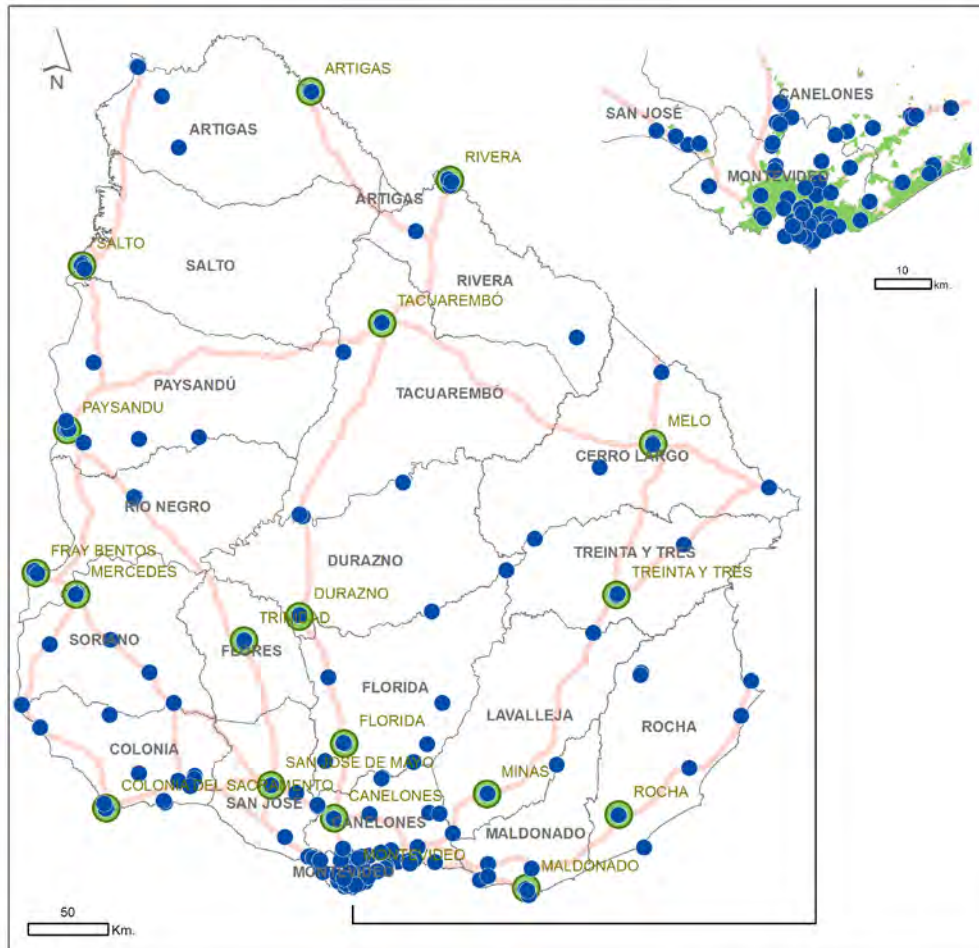 N
ARTIGAS
ARTIGAS
RIVERA
ARTIGAS
SALTO
SALTO
RIVERA
TACUAREMBÓ
PAYSANDÚ
TACUAREMBÓ
PAYSANDU
MELO
CERRO LARGO
RIO NEGRO
FRAY BENTOS
MERCEDES
DURAZNO
TREINTA Y TRES
TREINTA Y TRES
DURAZNO
TRINIDAD
SORIANO
FLORES
FLORIDA
LAVALLEJA
ROCHA
FLORIDA
COLONIA
SAN JOSE DE MAYO
MINAS
COLONIA DEL SACRAMENTO
SAN JOSÉ
CANELONES
CANELONES
ROCHA
MALDONADO
MONTEVIDEO
MONTEVIDEO
MALDONADO
50
Km.
CANELONES
SAN JOSÉ
MONTEVIDEO
10
km.